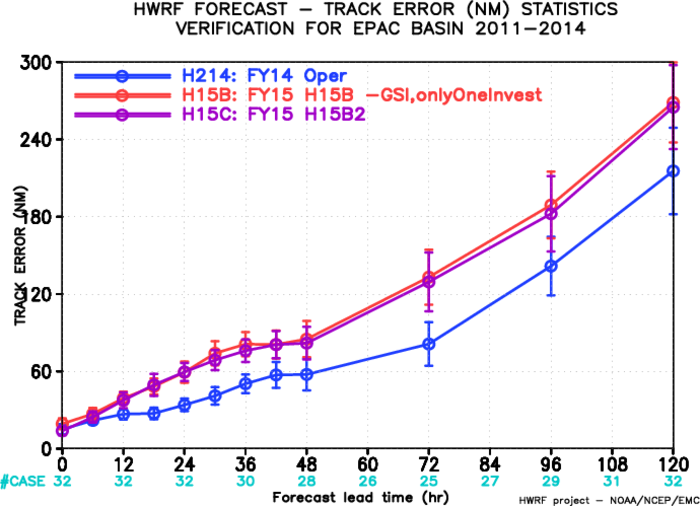 HWRF FORECAST – TRACK ERROR (NM) STATISTICS
VERIFICATION FOR EPAC BASIN 2011–2014
H214: FY14 Oper
H15B: FY15 H15B –GSI,onlyOneInvest
H15C: FY15 H15B2
TRACK ERROR (NM)
300
240
180
120
60
0
0 12 24 36 48 60 72 84 96 108 120
#CASE 32 32 32 30 28 26 25 27 29 31 32
Forecast lead time (hr)
HWRF project – NOAA/NCEP/EMC